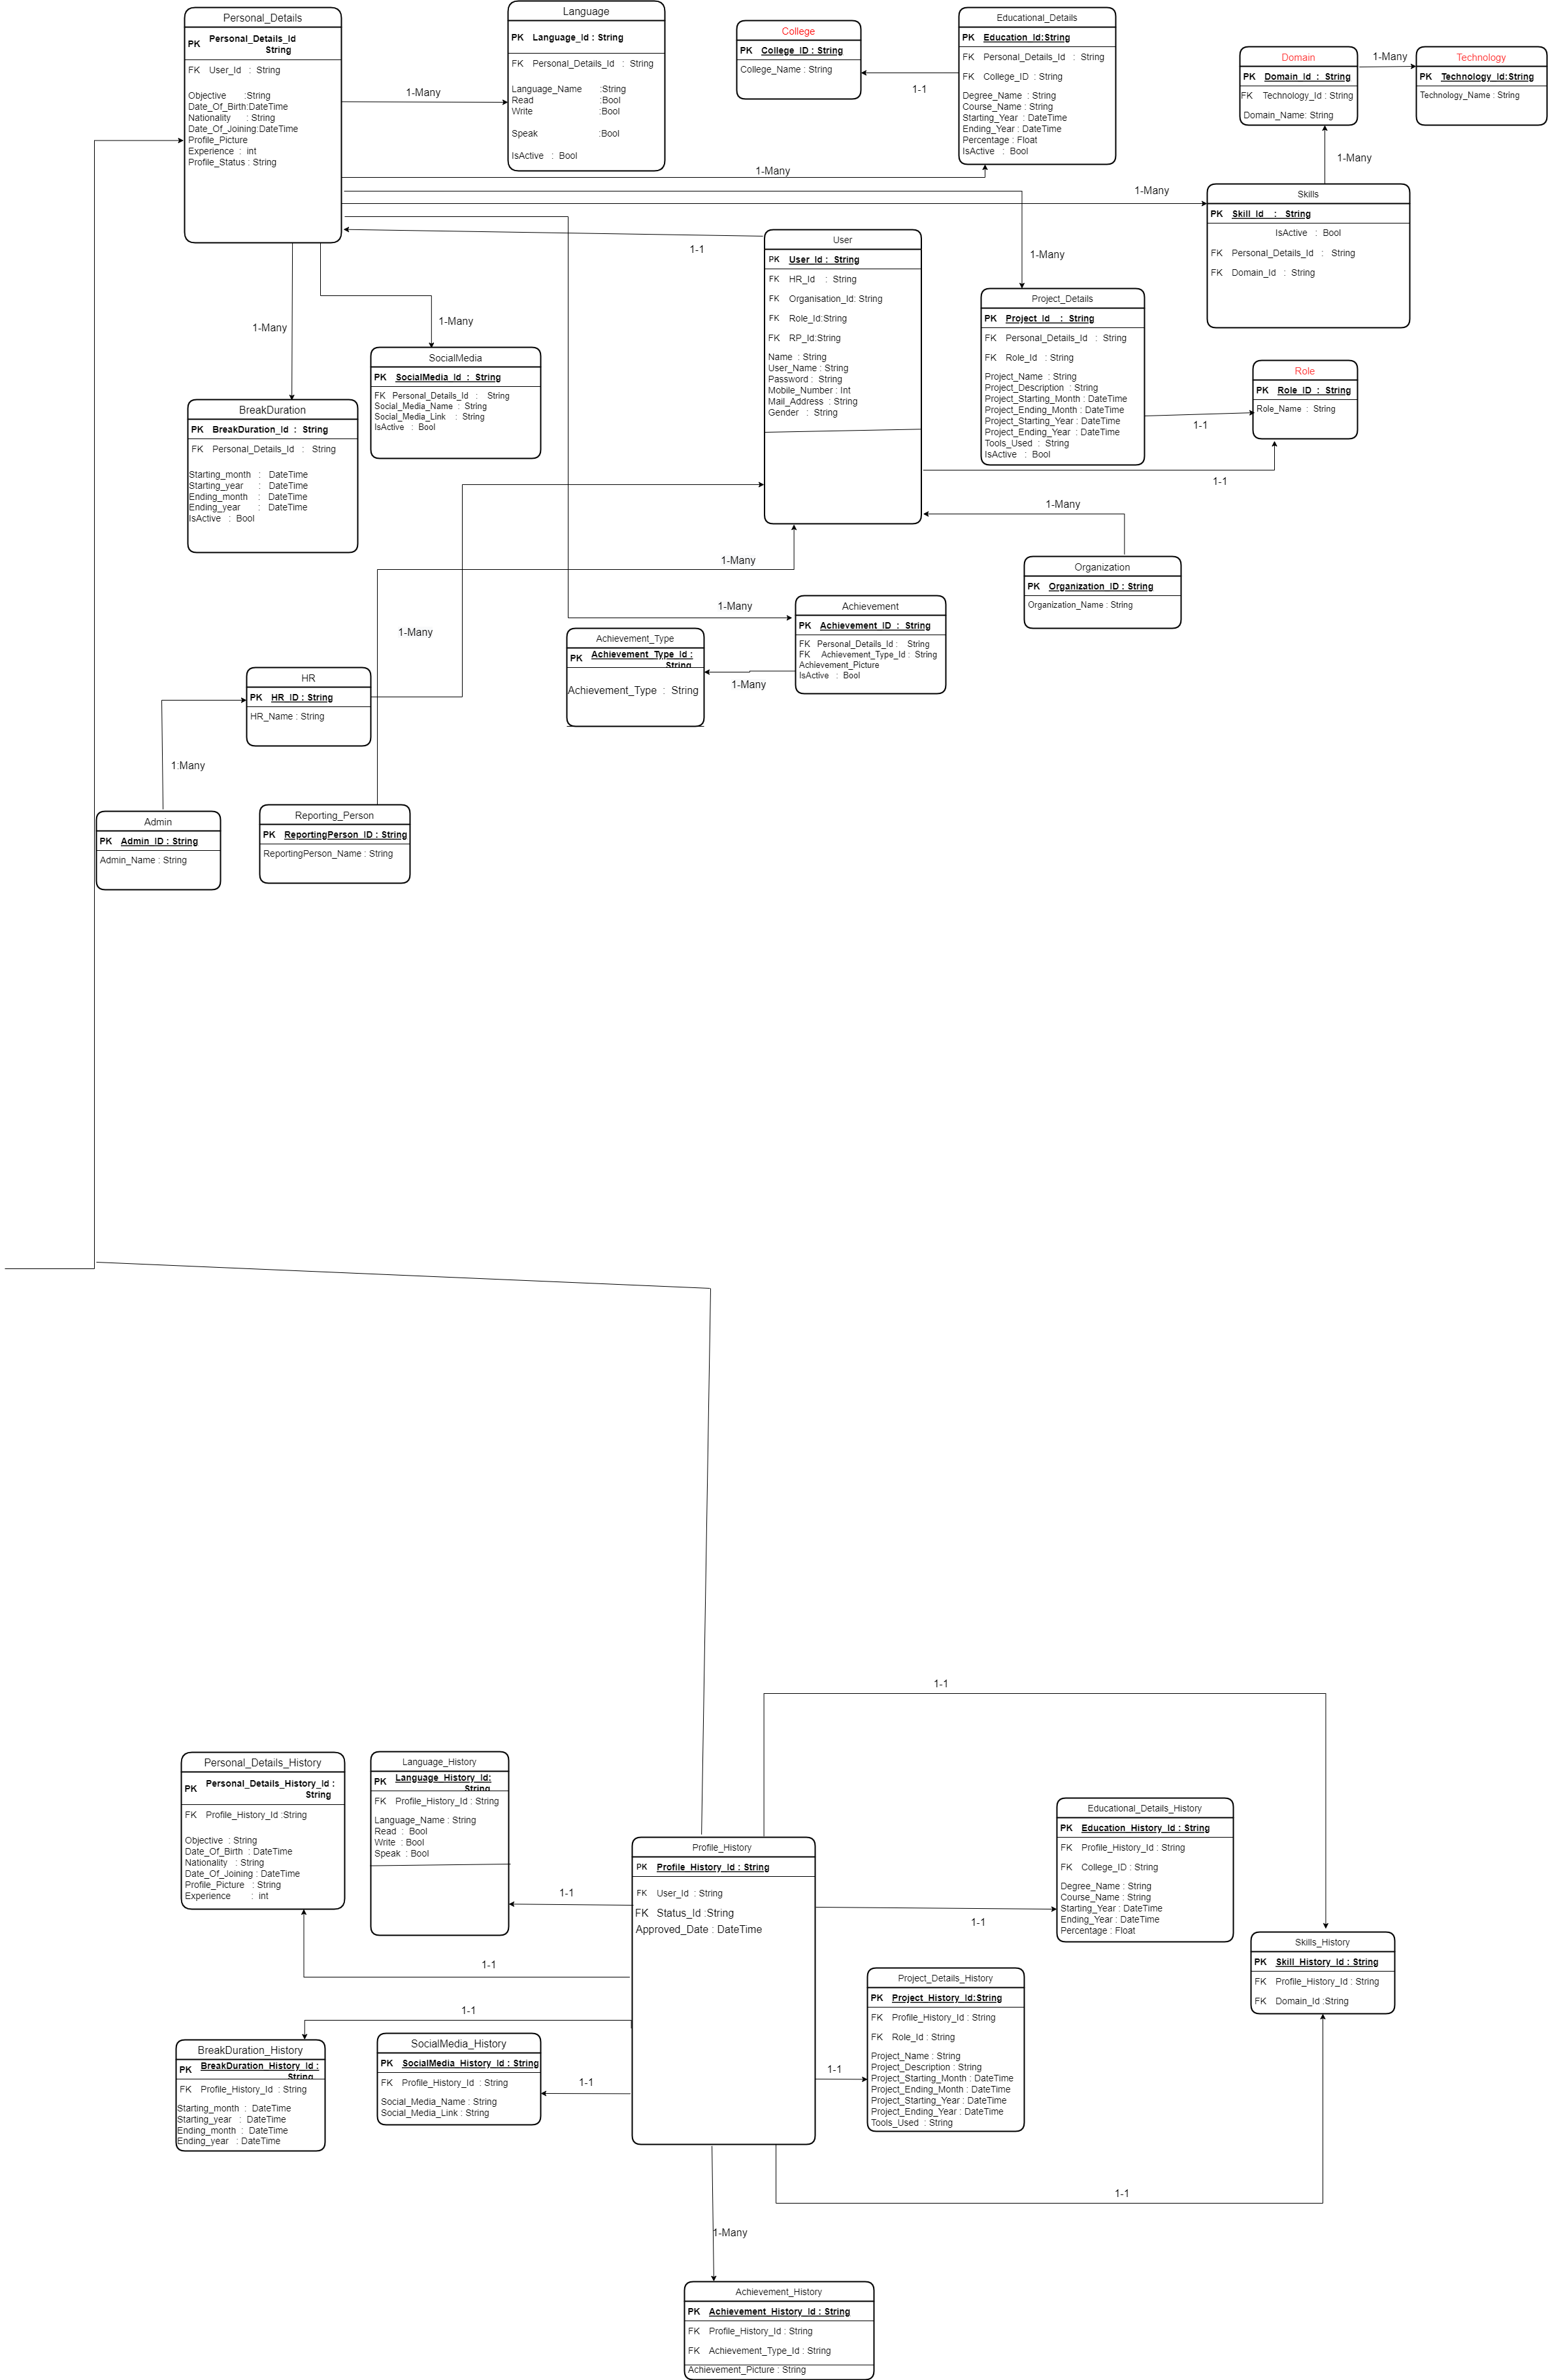 Personal_Details
PK Personal_Details_Id
String
FK User_Id : String
Objective :String
Date_Of_Birth:DateTime
Nationality : String
Date_Of_Joining:DateTime
Profile_Picture
Experience : int
Profile_Status : String
Language
PK Language_Id : String
FK Personal_Details_Id : String
Language_Name :String
Read :Bool
Write :Bool
Speak :Bool
IsActive : Bool
1-Many
College
PK College_ID : String
College_Name : String
1-1
Educational_Details
PK Education_Id:String
FK Personal_Details_Id : String
FK College_ID : String
Degree_Name : String
Course_Name : String
Starting_Year : DateTime
Ending_Year : DateTime
Percentage : Float
IsActive : Bool
Domain
PK Domain_Id : String
FK Technology_Id : String
Domain_Name: String
1-Many
Technology
PK Technology_Id:String
Technology_Name : String
1-Many
1-Many
1-Many
Skills
PK Skill_Id : String
IsActive : Bool
FK Personal_Details_Id : String
FK Domain_Id : String
1-1
User
PK User_Id : String
FK HR_Id : String
FK Organisation_Id: String
FK Role_Id:String
FK RP_Id:String
Name : String
User_Name : String
Password : String
Mobile_Number : Int
Mail_Address : String
Gender : String
1-Many
Project_Details
PK Project_Id : String
FK Personal_Details_Id : String
FK Role_Id : String
Project_Name : String
Project_Description : String
Project_Starting_Month : DateTime
Project_Ending_Month : DateTime
Project_Starting_Year : DateTime
Project_Ending_Year : DateTime
Tools_Used : String
IsActive : Bool
1-Many
1-Many
SocialMedia
PK SocialMedia_Id : String
FK Personal_Details_Id : String
Social_Media_Name : String
Social_Media_Link : String
IsActive : Bool
Role
PK Role_ID : String
Role_Name : String
1-1
1-1
BreakDuration
PK BreakDuration_Id : String
FK Personal_Details_Id : String
Starting_month : DateTime
Starting_year : DateTime
Ending_month : DateTime
Ending_year : DateTime
IsActive : Bool
1-Many
1-Many
Organization
PK Organization_ID : String
Organization_Name : String
1-Many
Achievement
PK Achievement_ID : String
FK Personal_Details_Id : String
FK Achievement_Type_Id : String
Achievement_Picture
IsActive : Bool
1-Many
Achievement_Type
PK Achievement_Type_Id :
String
Achievement_Type : String
1-Many
HR
PK HR_ID : String
HR_Name : String
1:Many
Admin
PK Admin_ID : String
Admin_Name : String
Reporting_Person
PK ReportingPerson_ID : String
ReportingPerson_Name : String
1-1
Personal_Details_History
PK Personal_Details_History_Id :
String
FK Profile_History_Id :String
Objective : String
Date_Of_Birth : DateTime
Nationality : String
Date_Of_Joining : DateTime
Profile_Picture : String
Experience : int
Language_History
PK Language_History_Id:
String
FK Profile_History_Id : String
Language_Name : String
Read : Bool
Write : Bool
Speak : Bool
1-1
Profile_History
PK Profile_History_Id : String
FK User_Id : String
FK Status_Id :String
Approved_Date : DateTime
Educational_Details_History
PK Education_History_Id : String
FK Profile_History_Id : String
FK College_ID : String
Degree_Name : String
Course_Name : String
Starting_Year : DateTime
Ending_Year : DateTime
Percentage : Float
1-1
Skills_History
PK Skill_History_Id : String
FK Profile_History_Id : String
FK Domain_Id :String
1-1
1-1
Project_Details_History
PK Project_History_Id:String
FK Profile_History_Id : String
FK Role_Id : String
Project_Name : String
Project_Description : String
Project_Starting_Month : DateTime
Project_Ending_Month : DateTime
Project_Starting_Year : DateTime
Project_Ending_Year : DateTime
Tools_Used : String
1-1
BreakDuration_History
PK BreakDuration_History_Id :
String
FK Profile_History_Id : String
Starting_month : DateTime
Starting_year : DateTime
Ending_month : DateTime
Ending_year : DateTime
SocialMedia_History
PK SocialMedia_History_Id : String
FK Profile_History_Id : String
Social_Media_Name : String
Social_Media_Link : String
1-1
1-1
1-Many
Achievement_History
PK Achievement_History_Id : String
FK Profile_History_Id : String
FK Achievement_Type_Id : String
Achievement_Picture : String